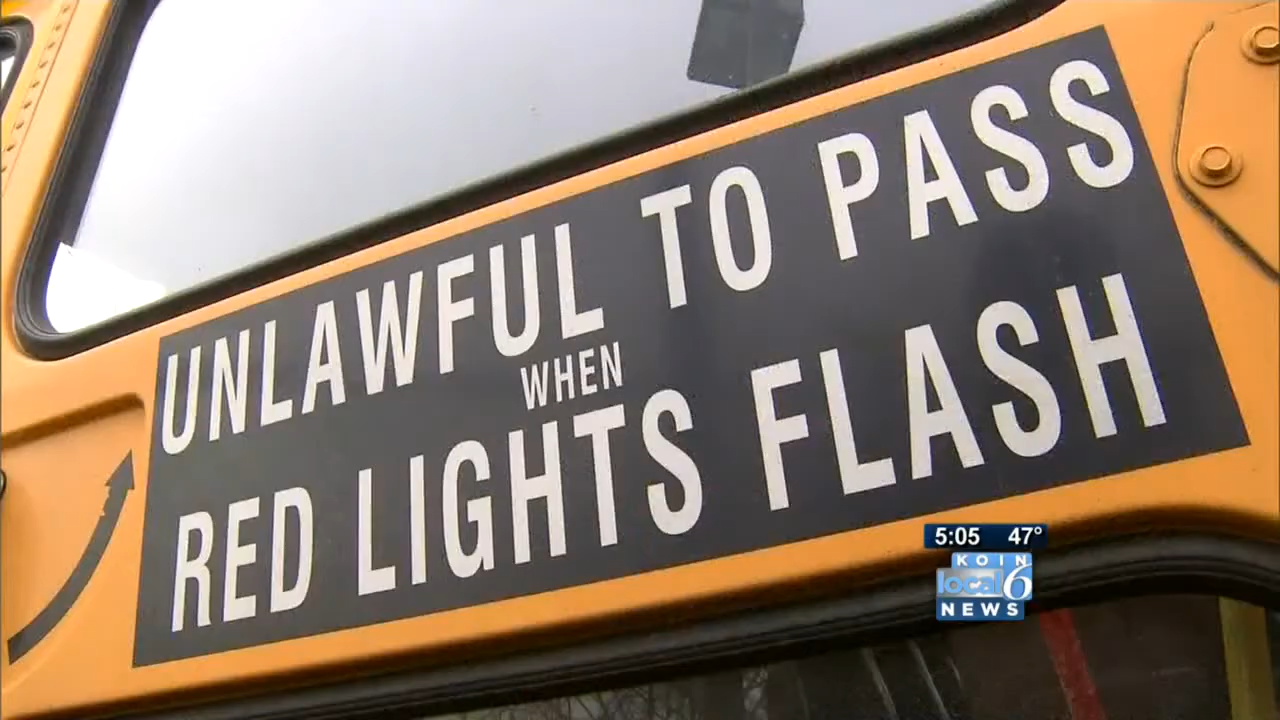 UNLAWFUL TO PASS
WHEN
RED LIGHTS FLASH
5:05 47°
KOIN
local 6
NEWS